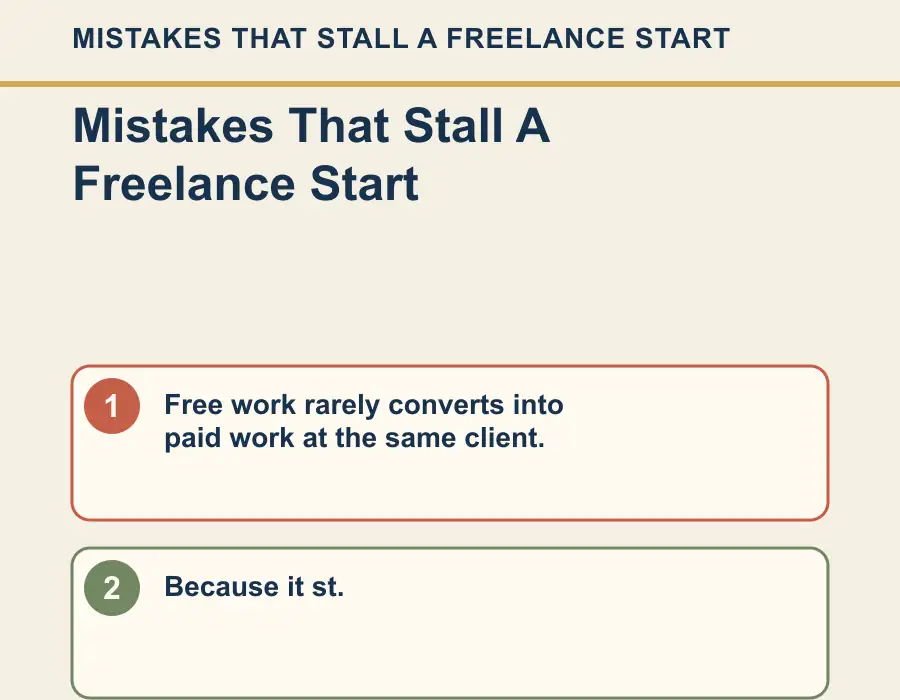 MISTAKES THAT STALL A FREELANCE START
Mistakes That Stall A
Freelance Start
1
Free work rarely converts into
paid work at the same client.
2
Because it st.